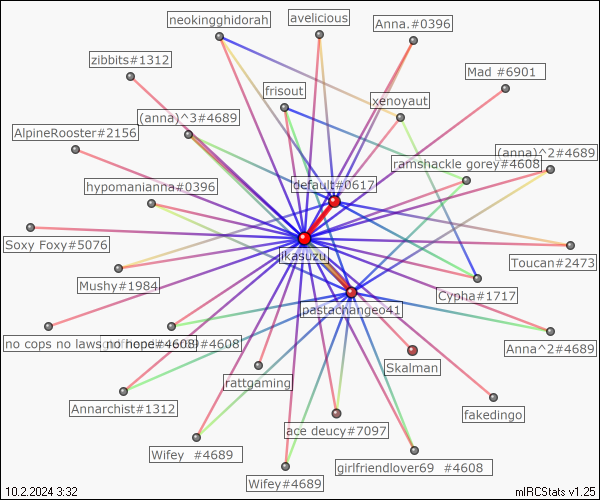 neokingghidorah
avelicious
Anna.#0396
zibbits#1312
Mad #6901
frisout
xenoyaut
(anna)^3#4689
AlpineRooster#2156
(anna)^2#4689
ramshackle gorey#4608
hypomanianna#0396
default#0617
Soxy Foxy#5076
jkasuzu
Toucan#2473
Mushy#1984
Cypha#1717
pastachangeo41
no cops no laws no hope#4608
#4608
Anna^2#4689
Skalman
rattgaming
Annarchist#1312
fakedingo
ace deucy#7097
Wifey #4689
girlfriendlover69 #4608
Wifey#4689
10.2.2024 3:32
mIRCStats v1.25